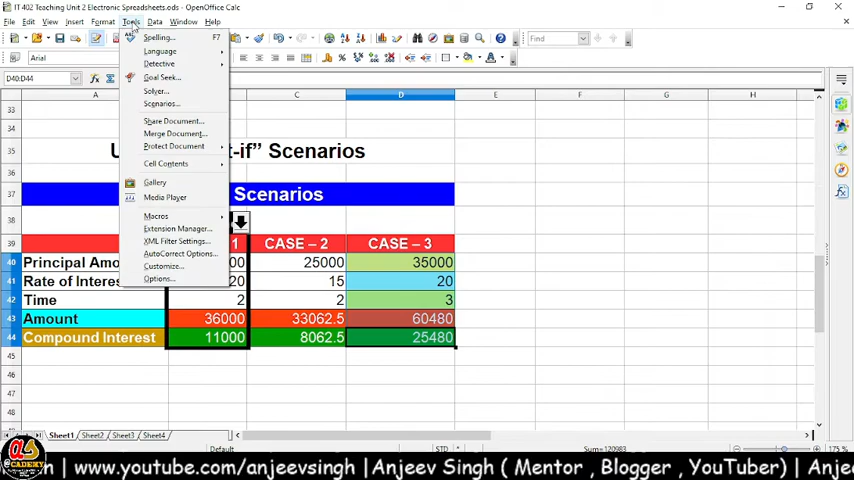 IT 402 Teaching Unit 2 Electronic Spreadsheets.ods - OpenOffice Calc
File Edit View Insert Format Tools Data Window Help
Find
Arial
D40:D44
Spelling... F7
Language
Detective
Goal Seek...
Solver...
Scenarios...
Share Document...
Merge Document...
Protect Document
Cell Contents
Gallery
Media Player
Macros
Extension Manager...
XML Filter Settings...
AutoCorrect Options...
Customize...
Options...
A C D E F G H
33
34
35 U t-if” Scenarios
36
37 Scenarios
38
39 1 CASE – 2 CASE – 3
40 Principal Amo 00 25000 35000
41 Rate of Interes 20 15 20
42 Time 2 2 3
43 Amount 36000 33062.5 60480
44 Compound Interest 11000 8062.5 25480
45
46
47
48
Sheet1 Sheet2 Sheet3 Sheet4
Default STD * Sum=120983 175 %
ACADEMY
n | www.youtube.com/anjeevsingh |Anjeev Singh ( Mentor , Blogger , YouTuber) | Anjee